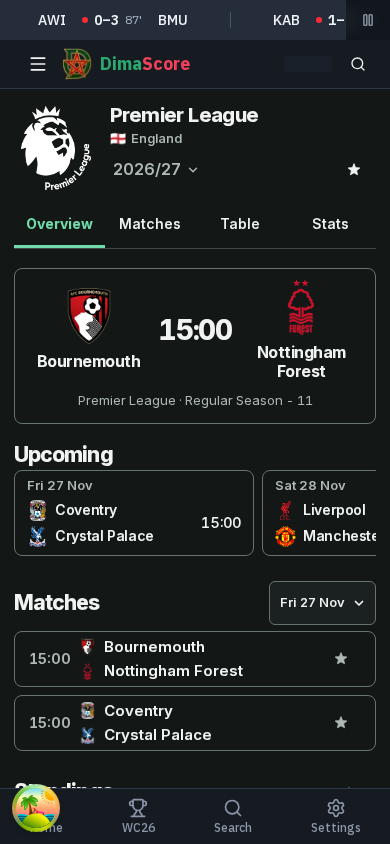 AWI 0–3 87' BMU
KAB 1–
DimaScore
Premier League
England
2026/27
Premier League
Overview Matches Table Stats
15:00
Bournemouth
Nottingham
Forest
Premier League · Regular Season - 11
Upcoming
Fri 27 Nov
Coventry
Crystal Palace
15:00
Sat 28 Nov
Liverpool
Mancheste
Matches
Fri 27 Nov
15:00
Bournemouth
Nottingham Forest
15:00
Coventry
Crystal Palace
WC26
Search
Settings